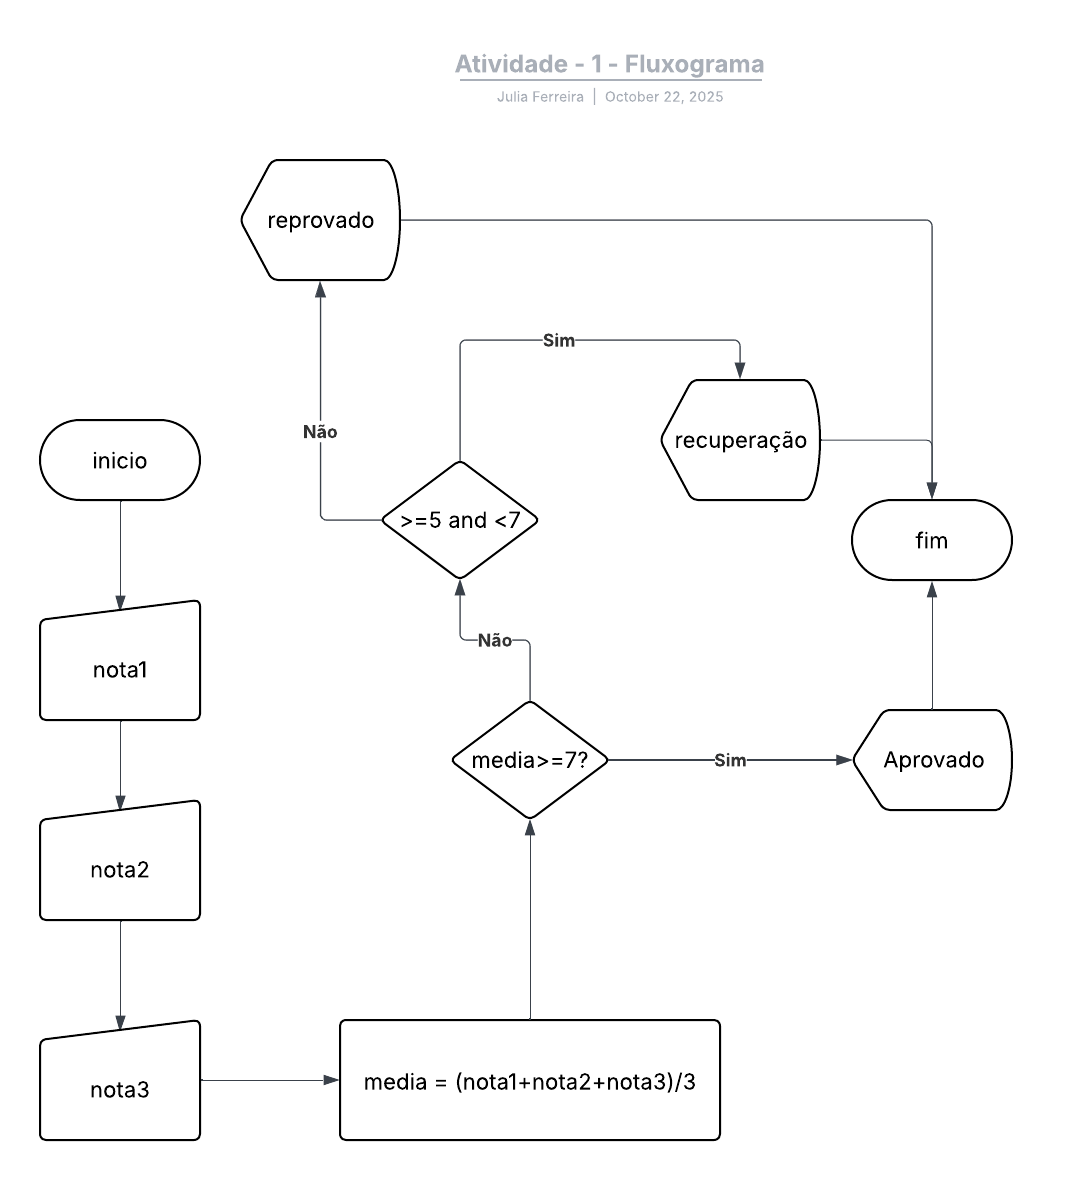 Atividade - 1 - Fluxograma
Julia Ferreira | October 22, 2025
reprovado
Sim
Não
recuperação
inicio
>=5 and <7
fim
Não
nota1
media>=7?
Sim
Aprovado
nota2
nota3
media = (nota1+nota2+nota3)/3